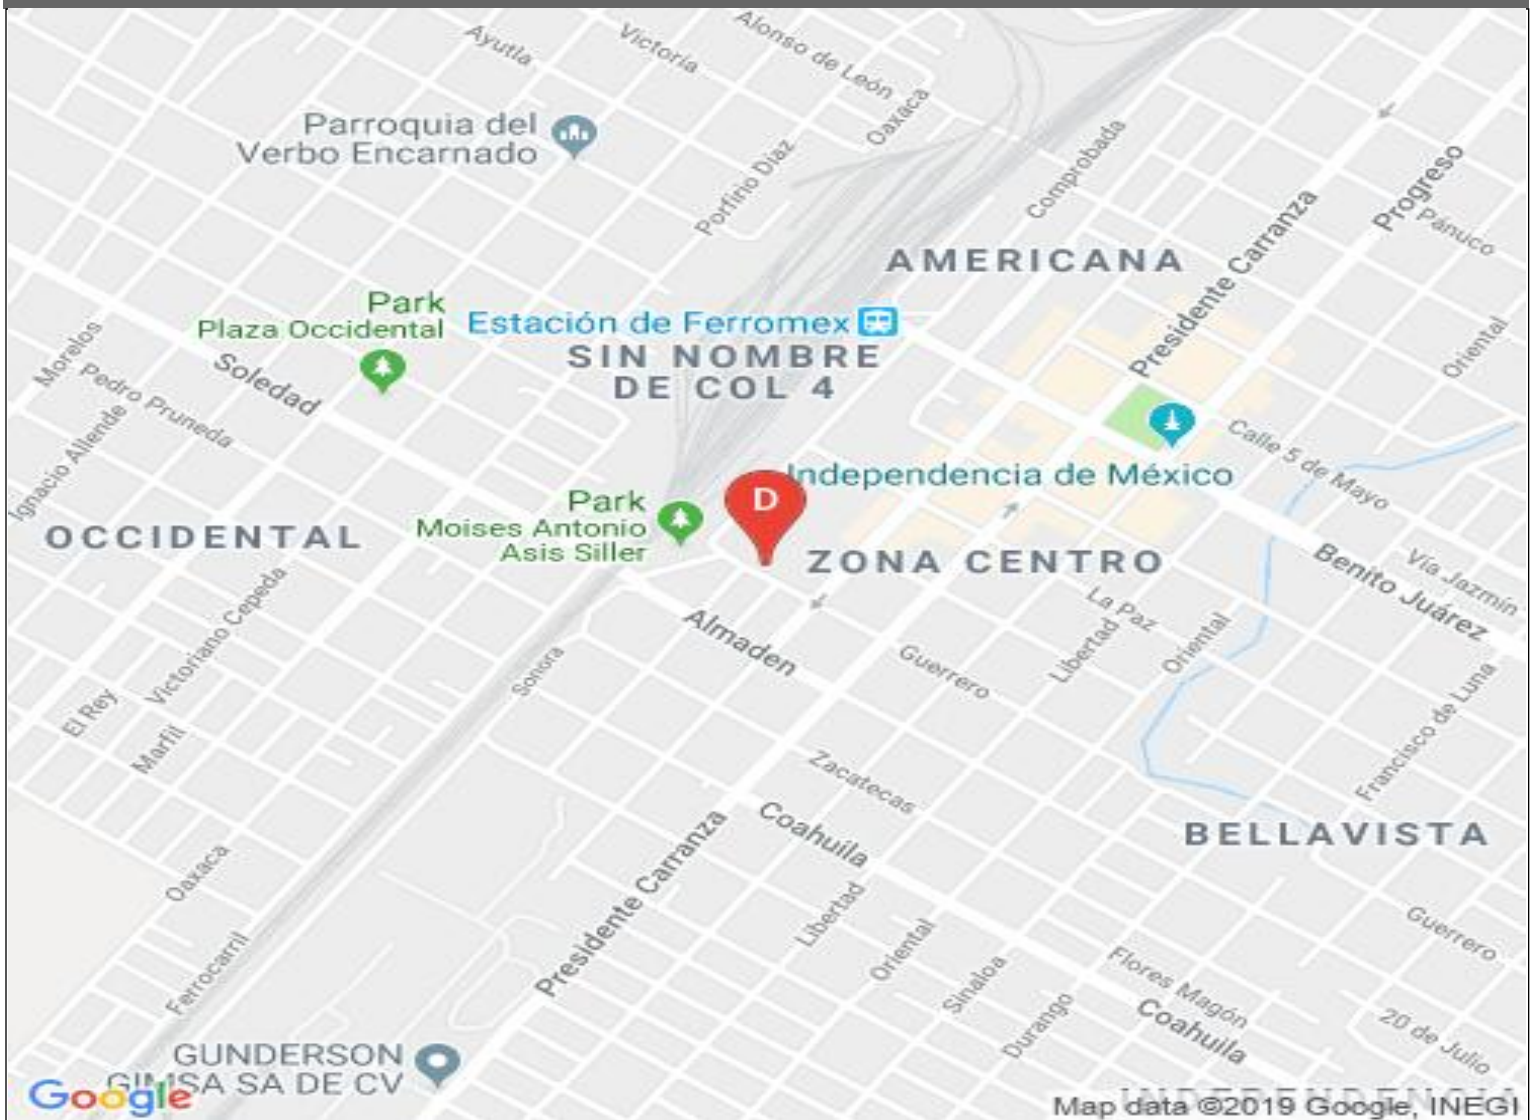 Ayutla
Victoria
Alonso de León
Oaxaca
Parroquia del
Verbo Encarnado
Porfirio Diaz
Comprobada
Presidente Carranza
Progreso
Pánuco
AMERICANA
Park
Plaza Occidental
Estación de Ferromex
SIN NOMBRE
DE COL 4
Morelos
Pedro Pruneda
Soledad
Ignacio Allende
Oriental
Calle 5 de Mayo
Independencia de México
D
Park
Moises Antonio
Asis Siller
OCCIDENTAL
ZONA CENTRO
Benito Juárez
Vía Jazmín
La Paz
Libertad
Oriental
Almaden
Guerrero
Victoriano Cepeda
Sonora
El Rey
Marfil
Francisco de Luna
Zacatecas
Coahuila
BELLAVISTA
Presidente Carranza
Oaxaca
Libertad
Oriental
Guerrero
Ferrocarril
Sinaloa
Flores Magón
Durango
Coahuila
20 de Julio
GUNDERSON
GIMSA SA DE CV
Google
INDEPENDENCIA
Map data ©2019 Google, INEGI